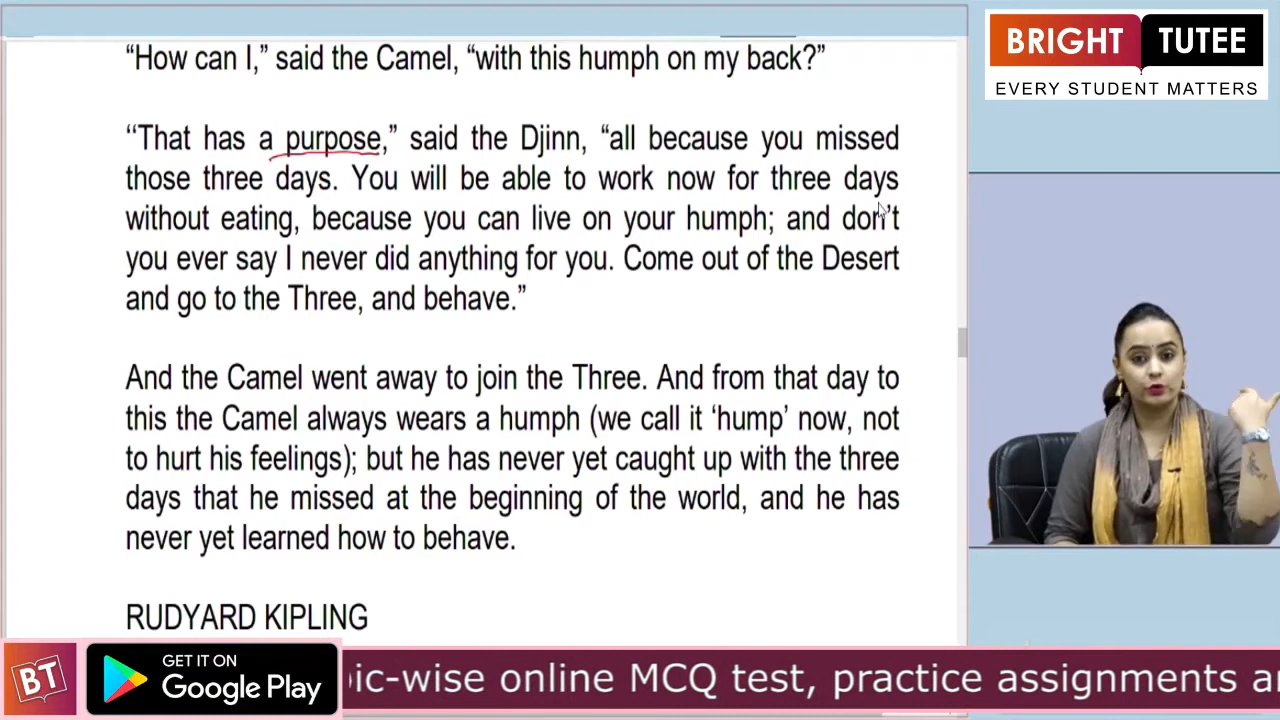 “How can I,” said the Camel, “with this humph on my back?”
“That has a purpose,” said the Djinn, “all because you missed
those three days. You will be able to work now for three days
without eating, because you can live on your humph; and don’t
you ever say I never did anything for you. Come out of the Desert
and go to the Three, and behave.”
And the Camel went away to join the Three. And from that day to
this the Camel always wears a humph (we call it ‘hump’ now, not
to hurt his feelings); but he has never yet caught up with the three
days that he missed at the beginning of the world, and he has
never yet learned how to behave.
RUDYARD KIPLING
BRIGHT TUTEE
EVERY STUDENT MATTERS
BT
GET IT ON
Google Play
ic-wise online MCQ test, practice assignments